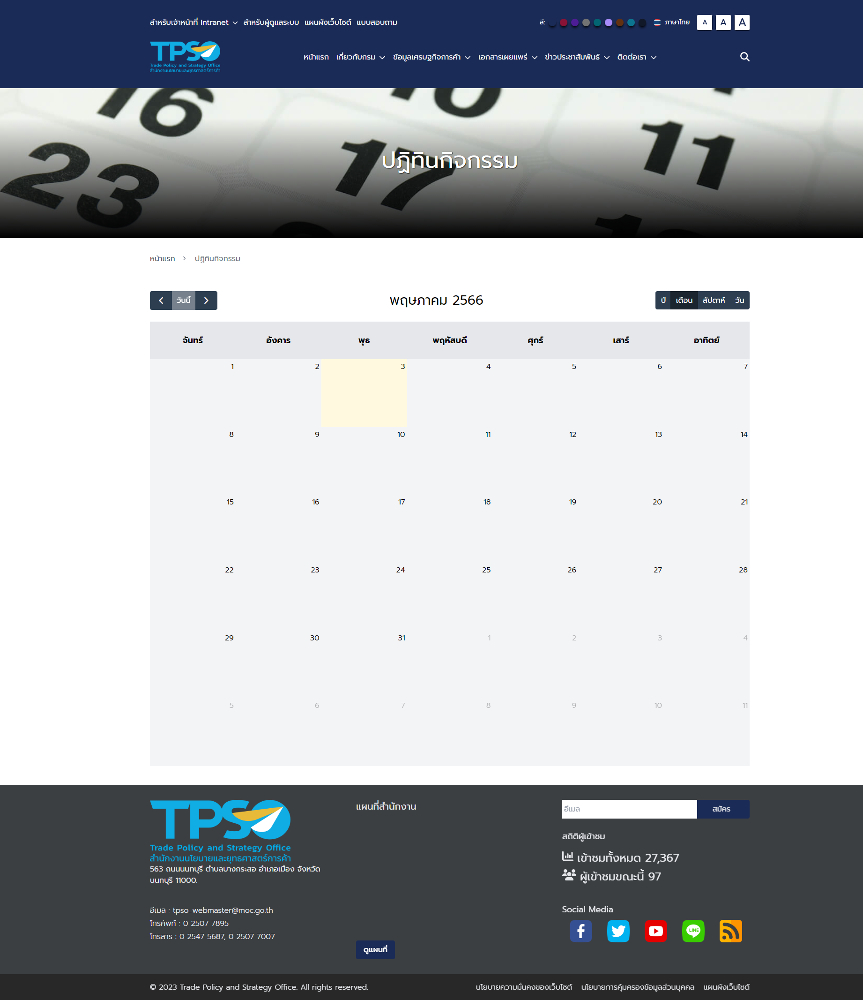 สำหรับเจ้าหน้าที่ Intranet สำหรับผู้ดูแลระบบ แผนผังเว็บไซต์ แบบสอบถาม สี: ภาษาไทย A A A
TPSO
Trade Policy and Strategy Office
สำนักงานนโยบายและยุทธศาสตร์การค้า
หน้าแรก เกี่ยวกับกรม ข้อมูลเศรษฐกิจการค้า เอกสารเผยแพร่ ข่าวประชาสัมพันธ์ ติดต่อเรา
16 10 11
23 17
ปฏิทินกิจกรรม
หน้าแรก ปฏิทินกิจกรรม
วันนี้ พฤษภาคม 2566 ปี เดือน สัปดาห์ วัน
จันทร์ อังคาร พุธ พฤหัสบดี ศุกร์ เสาร์ อาทิตย์
1 2 3 4 5 6 7
8 9 10 11 12 13 14
15 16 17 18 19 20 21
22 23 24 25 26 27 28
29 30 31 1 2 3 4
5 6 7 8 9 10 11
TPSO
Trade Policy and Strategy Office
สำนักงานนโยบายและยุทธศาสตร์การค้า
563 ถนนนนทบุรี ตำบลบางกระสอ อำเภอเมือง จังหวัด
นนทบุรี 11000.
อีเมล : tpso_webmaster@moc.go.th
โทรศัพท์ : 0 2507 7895
โทรสาร : 0 2547 5687, 0 2507 7007
แผนที่สำนักงาน
ดูแผนที่
อีเมล สมัคร
สถิติผู้เข้าชม
เข้าชมทั้งหมด 27,367
ผู้เข้าชมขณะนี้ 97
Social Media
LINE
© 2023 Trade Policy and Strategy Office. All rights reserved. นโยบายความมั่นคงของเว็บไซต์ นโยบายการคุ้มครองข้อมูลส่วนบุคคล แผนผังเว็บไซต์